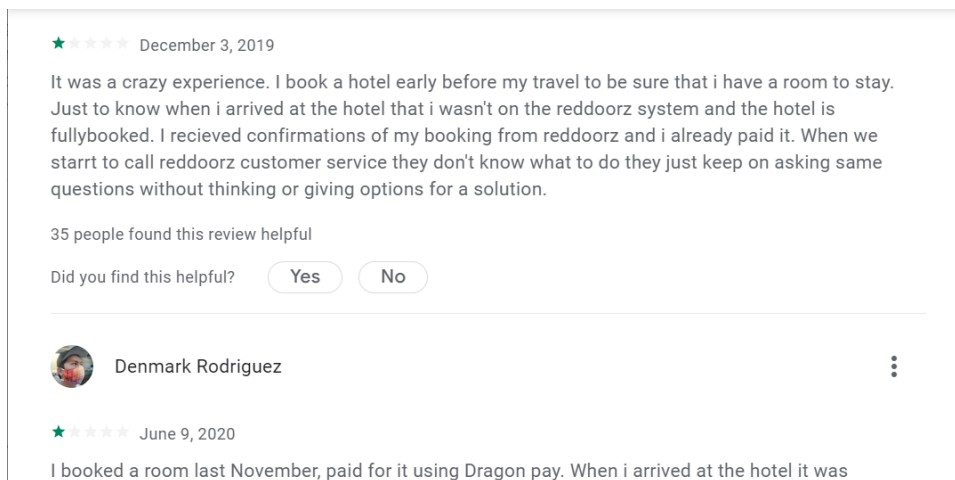 December 3, 2019
It was a crazy experience. I book a hotel early before my travel to be sure that i have a room to stay.
Just to know when i arrived at the hotel that i wasn't on the reddoorz system and the hotel is
fullybooked. I recieved confirmations of my booking from reddoorz and i already paid it. When we
starrt to call reddoorz customer service they don't know what to do they just keep on asking same
questions without thinking or giving options for a solution.
35 people found this review helpful
Did you find this helpful? Yes No
Denmark Rodriguez
June 9, 2020
I booked a room last November, paid for it using Dragon pay. When i arrived at the hotel it was